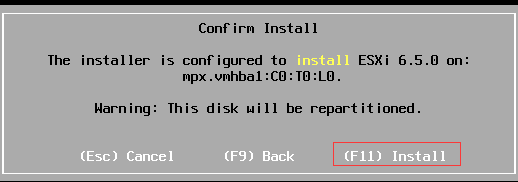 Confirm Install
The installer is configured to install ESXi 6.5.0 on:
mpx.vmhba1:C0:T0:L0.
Warning: This disk will be repartitioned.
(Esc) Cancel (F9) Back (F11) Install